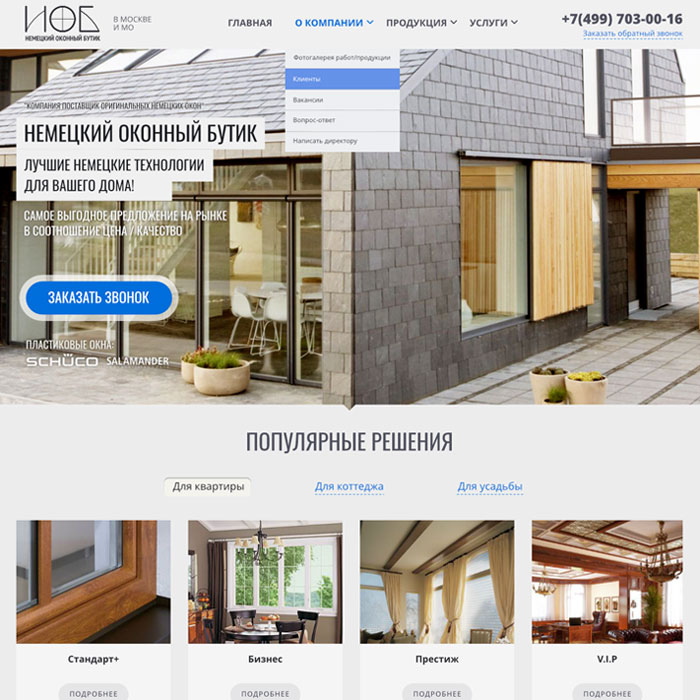 ИОБ
НЕМЕЦКИЙ ОКОННЫЙ БУТИК
В МОСКВЕ
И МО
ГЛАВНАЯ
О КОМПАНИИ
ПРОДУКЦИЯ
УСЛУГИ
+7(499) 703-00-16
Заказать обратный звонок
Фотогалерея работ/продукции
Клиенты
Вакансии
Вопрос-ответ
Написать директору
"КОМПАНИЯ ПОСТАВЩИК ОРИГИНАЛЬНЫХ НЕМЕЦКИХ ОКОН"
НЕМЕЦКИЙ ОКОННЫЙ БУТИК
ЛУЧШИЕ НЕМЕЦКИЕ ТЕХНОЛОГИИ
ДЛЯ ВАШЕГО ДОМА!
САМОЕ ВЫГОДНОЕ ПРЕДЛОЖЕНИЕ НА РЫНКЕ
В СООТНОШЕНИЕ ЦЕНА / КАЧЕСТВО
ЗАКАЗАТЬ ЗВОНОК
ПЛАСТИКОВЫЕ ОКНА:
SCHÜCO SALAMANDER
ПОПУЛЯРНЫЕ РЕШЕНИЯ
Для квартиры
Для коттеджа
Для усадьбы
Стандарт+
Бизнес
Престиж
V.I.P
ПОДРОБНЕЕ
ПОДРОБНЕЕ
ПОДРОБНЕЕ
ПОДРОБНЕЕ